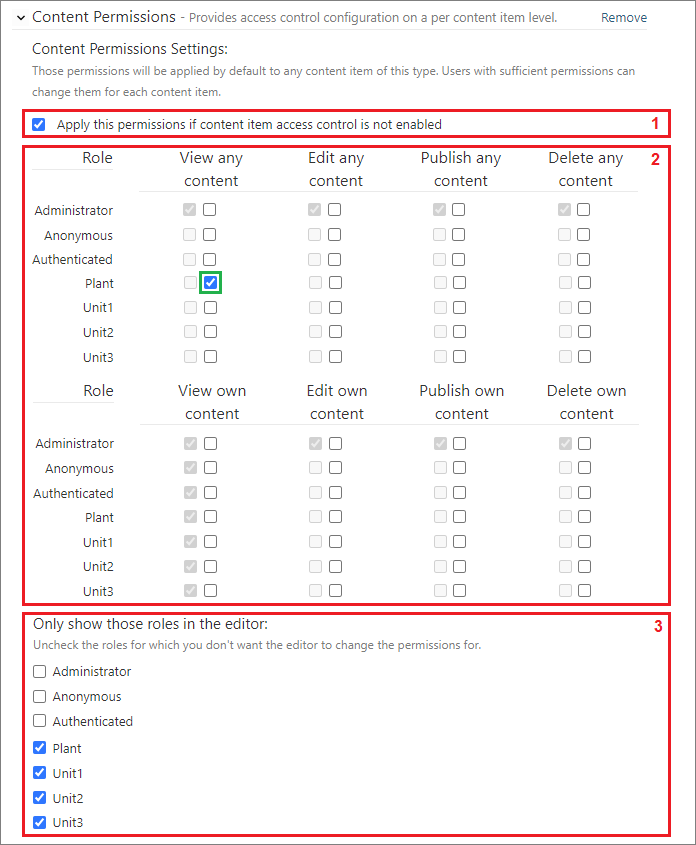 Content Permissions - Provides access control configuration on a per content item level. Remove
Content Permissions Settings:
Those permissions will be applied by default to any content item of this type. Users with sufficient permissions can
change them for each content item.
Apply this permissions if content item access control is not enabled 1
Role View any Edit any Publish any Delete any 2
content content content content
Administrator
Anonymous
Authenticated
Plant
Unit1
Unit2
Unit3
Role View own Edit own Publish own Delete own
content content content content
Administrator
Anonymous
Authenticated
Plant
Unit1
Unit2
Unit3
Only show those roles in the editor: 3
Uncheck the roles for which you don't want the editor to change the permissions for.
Administrator
Anonymous
Authenticated
Plant
Unit1
Unit2
Unit3